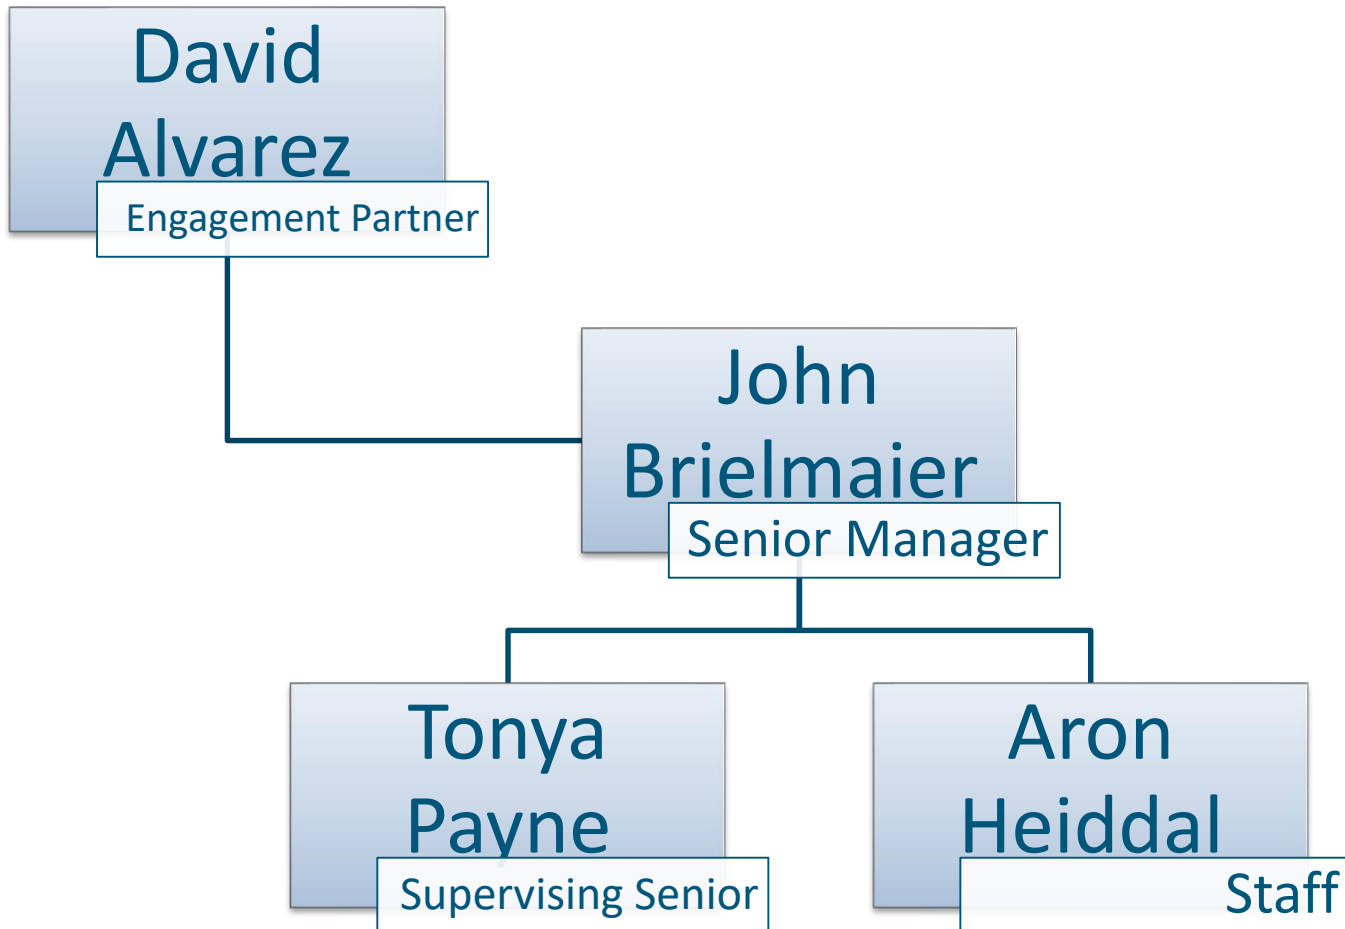 David
Alvarez
Engagement Partner
John
Brielmaier
Senior Manager
Tonya
Payne
Supervising Senior
Aron
Heiddal
Staff